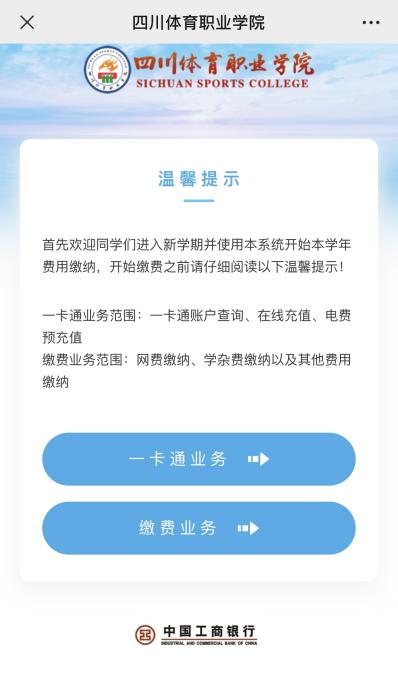 四川体育职业学院
四川体育职业学院
SICHUAN SPORTS COLLEGE
温馨提示
首先欢迎同学们进入新学期并使用本系统开始本学年
费用缴纳，开始缴费之前请仔细阅读以下温馨提示！
一卡通业务范围：一卡通账户查询、在线充值、电费
预充值
缴费业务范围：网费缴纳、学杂费缴纳以及其他费用
缴纳
一卡通业务
缴费业务
中国工商银行
INDUSTRIAL AND COMMERCIAL BANK OF CHINA